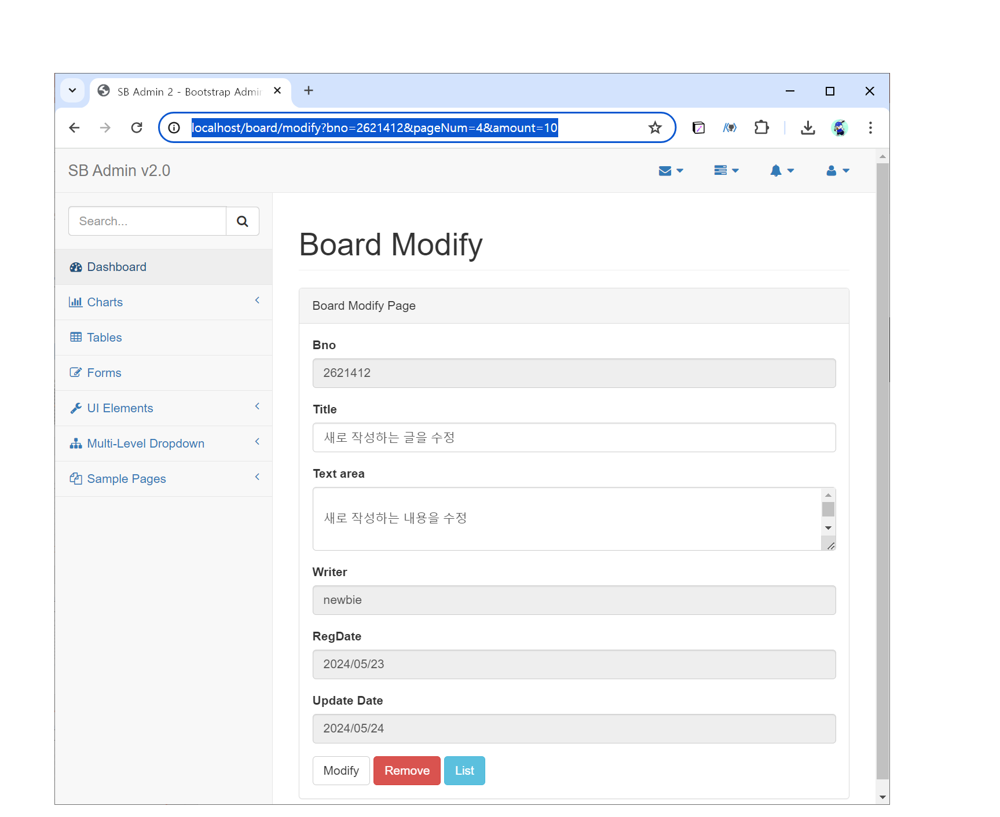 SB Admin 2 - Bootstrap Admi
localhost/board/modify?bno=2621412&pageNum=4&amount=10
SB Admin v2.0
Search...
Dashboard
Charts
Tables
Forms
UI Elements
Multi-Level Dropdown
Sample Pages
Board Modify
Board Modify Page
Bno
2621412
Title
새로 작성하는 글을 수정
Text area
새로 작성하는 내용을 수정
Writer
newbie
RegDate
2024/05/23
Update Date
2024/05/24
Modify
Remove
List